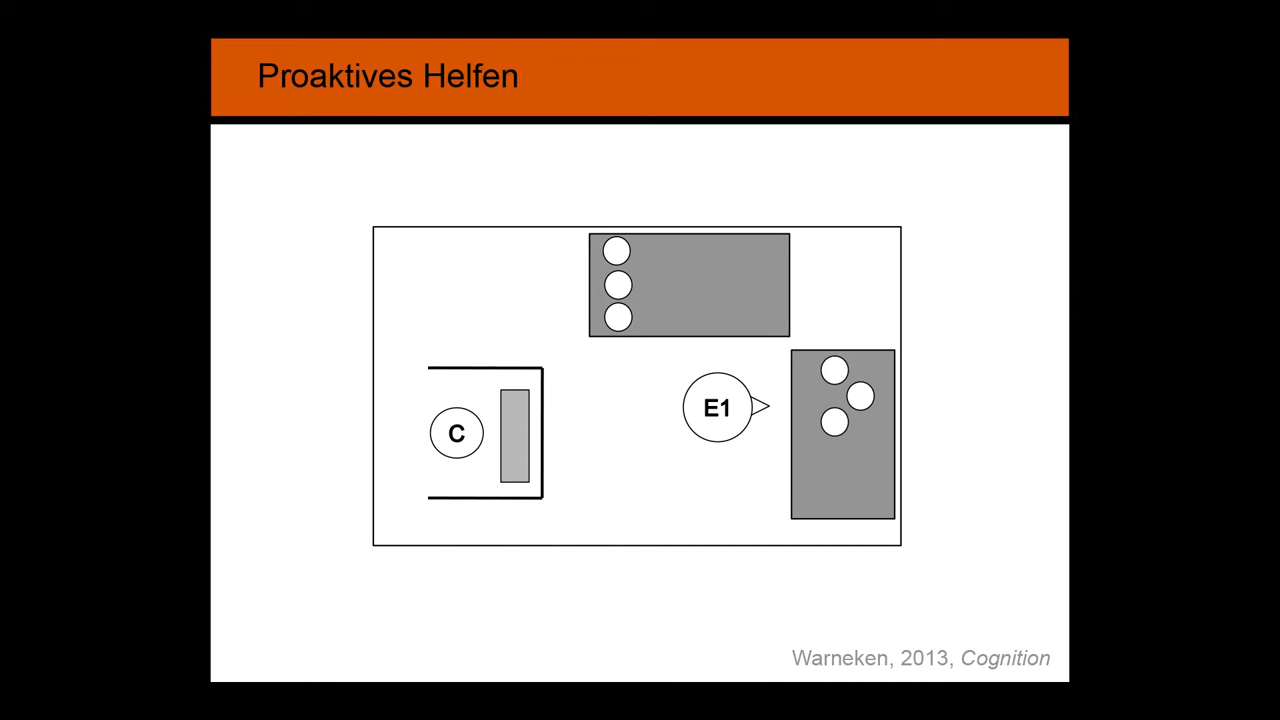 Proaktives Helfen
E1
C
Warneken, 2013, Cognition